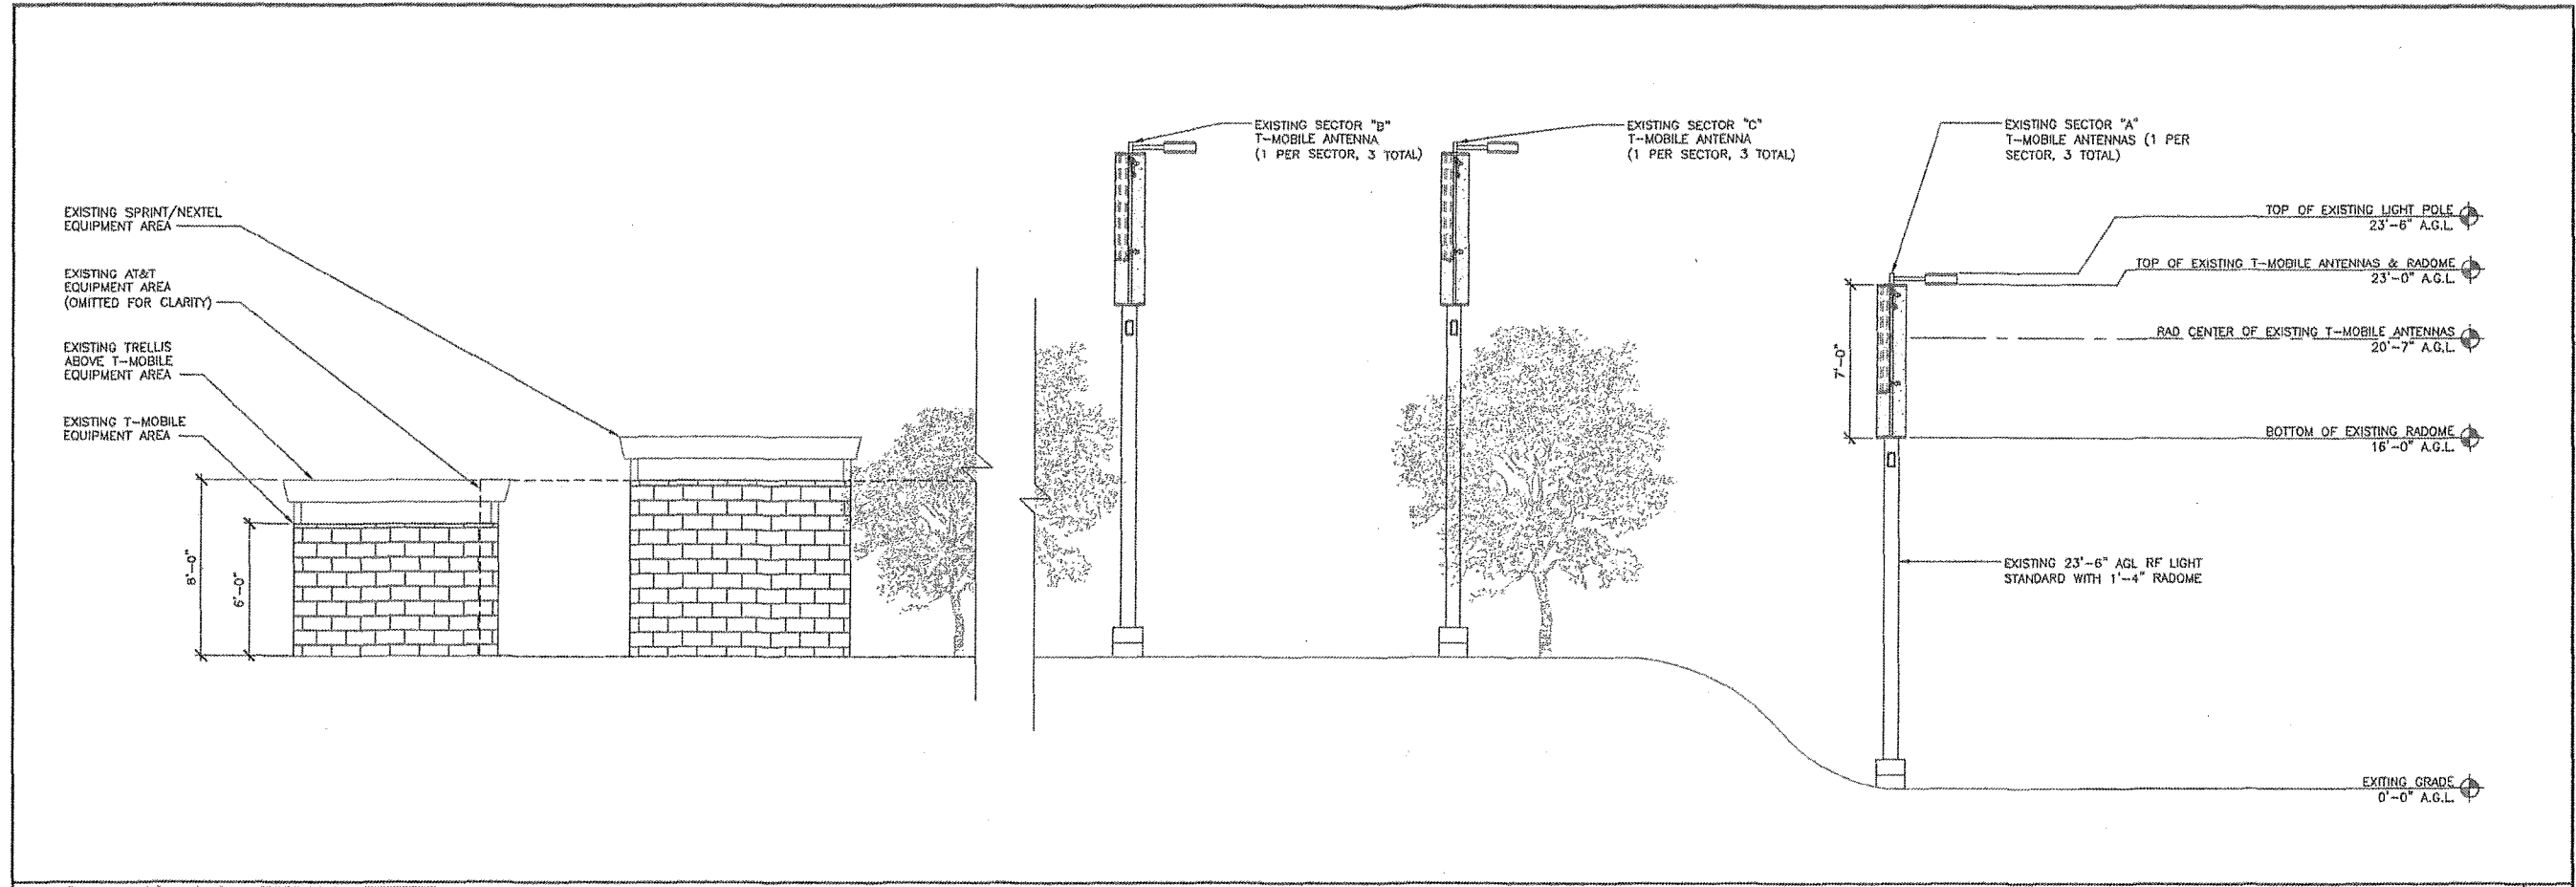 EXISTING SPRINT/NEXTEL
EQUIPMENT AREA
EXISTING AT&T
EQUIPMENT AREA
(OMITTED FOR CLARITY)
EXISTING TRELLIS
ABOVE T-MOBILE
EQUIPMENT AREA
EXISTING T-MOBILE
EQUIPMENT AREA
8'-0"
6'-0"
EXISTING SECTOR "B"
T-MOBILE ANTENNA
(1 PER SECTOR, 3 TOTAL)
EXISTING SECTOR "C"
T-MOBILE ANTENNA
(1 PER SECTOR, 3 TOTAL)
EXISTING SECTOR "A"
T-MOBILE ANTENNAS (1 PER
SECTOR, 3 TOTAL)
TOP OF EXISTING LIGHT POLE
23'-6" A.G.L.
TOP OF EXISTING T-MOBILE ANTENNAS & RADOME
23'-0" A.G.L.
RAD CENTER OF EXISTING T-MOBILE ANTENNAS
20'-7" A.G.L.
7'-0"
BOTTOM OF EXISTING RADOME
16'-0" A.G.L.
EXISTING 23'-6" AGL RF LIGHT
STANDARD WITH 1'-4" RADOME
EXITING GRADE
0'-0" A.G.L.